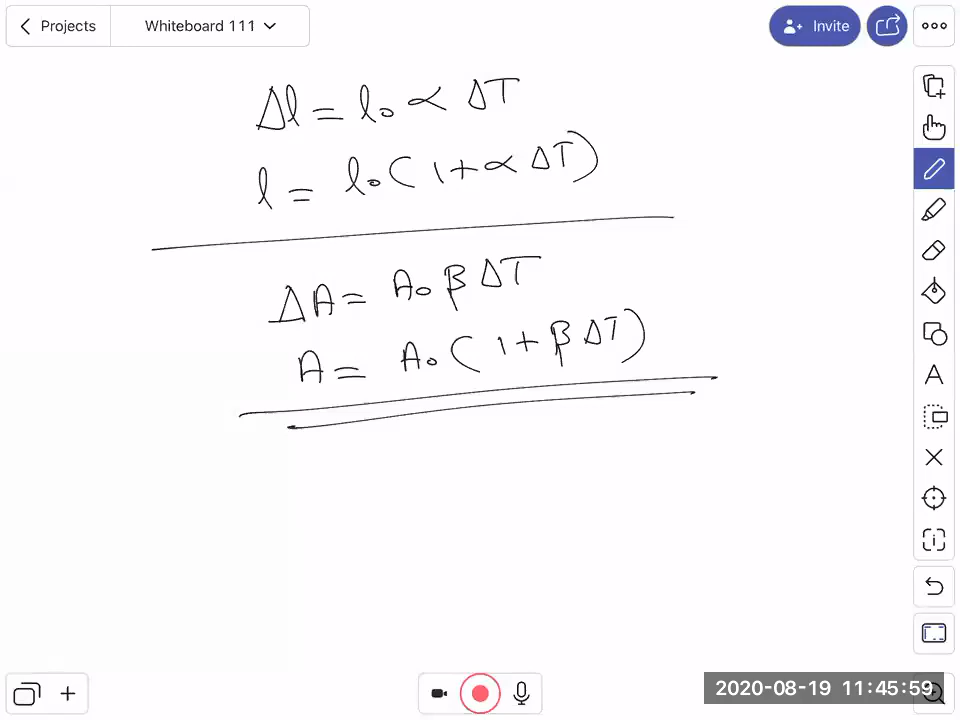 Projects
Whiteboard 111
Invite
Δl = l₀ ∝ ΔT
l = l₀ ( 1 + ∝ ΔT )
ΔA = A₀ β ΔT
A = A₀ ( 1 + β ΔT )
A
2020-08-19 11:45:59